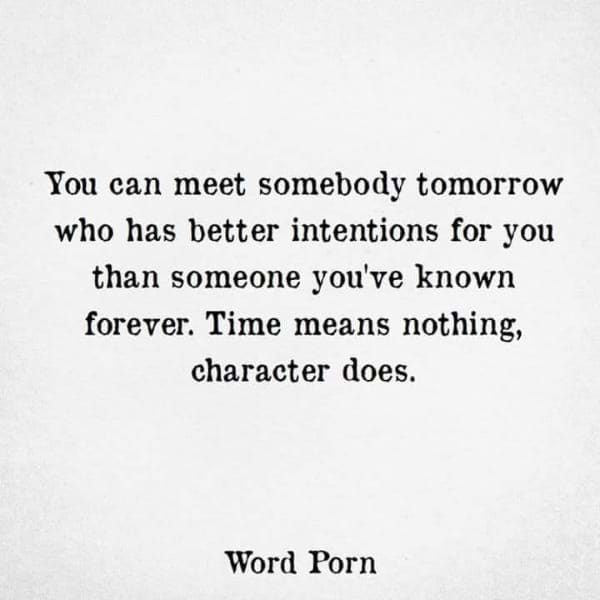 You can meet somebody tomorrow
who has better intentions for you
than someone you've known
forever. Time means nothing,
character does.
Word Porn